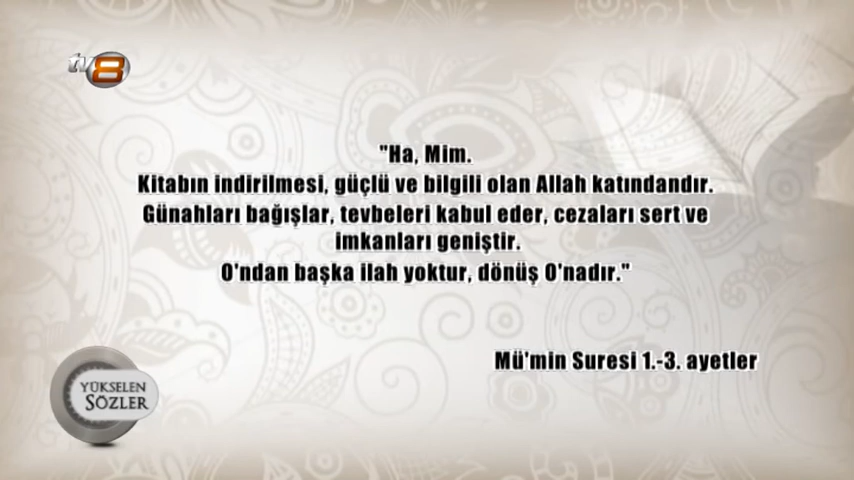 tv8
"Ha, Mim.
Kitabın indirilmesi, güçlü ve bilgili olan Allah katındandır.
Günahları bağışlar, tevbeleri kabul eder, cezaları sert ve
imkanları geniştir.
O'ndan başka ilah yoktur, dönüş O'nadır."
Mü'min Suresi 1.-3. ayetler
YÜKSELEN
SÖZLER